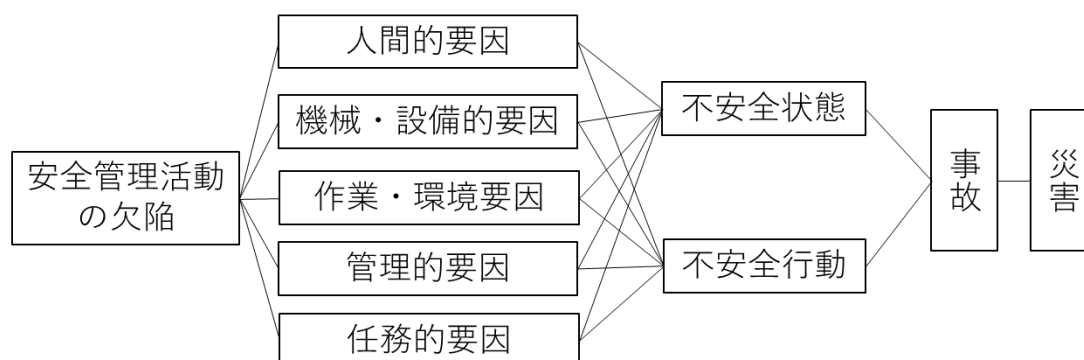 安全管理活動
の欠陥
人間的要因
機械・設備的要因
作業・環境要因
管理的要因
任務的要因
不安全状態
不安全行動
事故
災害